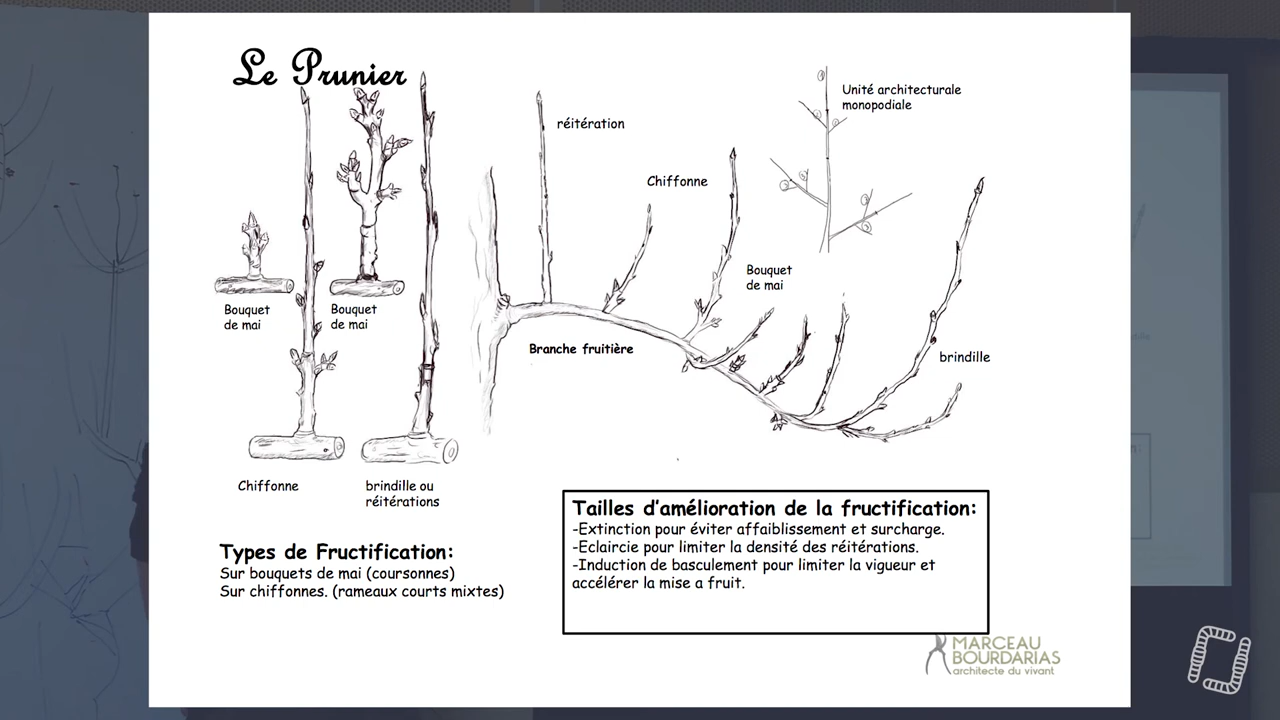 Le Prunier
réitération
Unité architecturale
monopodiale
Chiffonne
Bouquet
de mai
Bouquet
de mai
Bouquet
de mai
Branche fruitière
brindille
Chiffonne
brindille ou
réitérations
Types de Fructification:
Sur bouquets de mai (coursonnes)
Sur chiffonnes. (rameaux courts mixtes)
Tailles d'amélioration de la fructification:
-Extinction pour éviter affaiblissement et surcharge.
-Eclaircie pour limiter la densité des réitérations.
-Induction de basculement pour limiter la vigueur et
accélérer la mise a fruit.
MARCEAU
BOURDARIAS
architecte du vivant